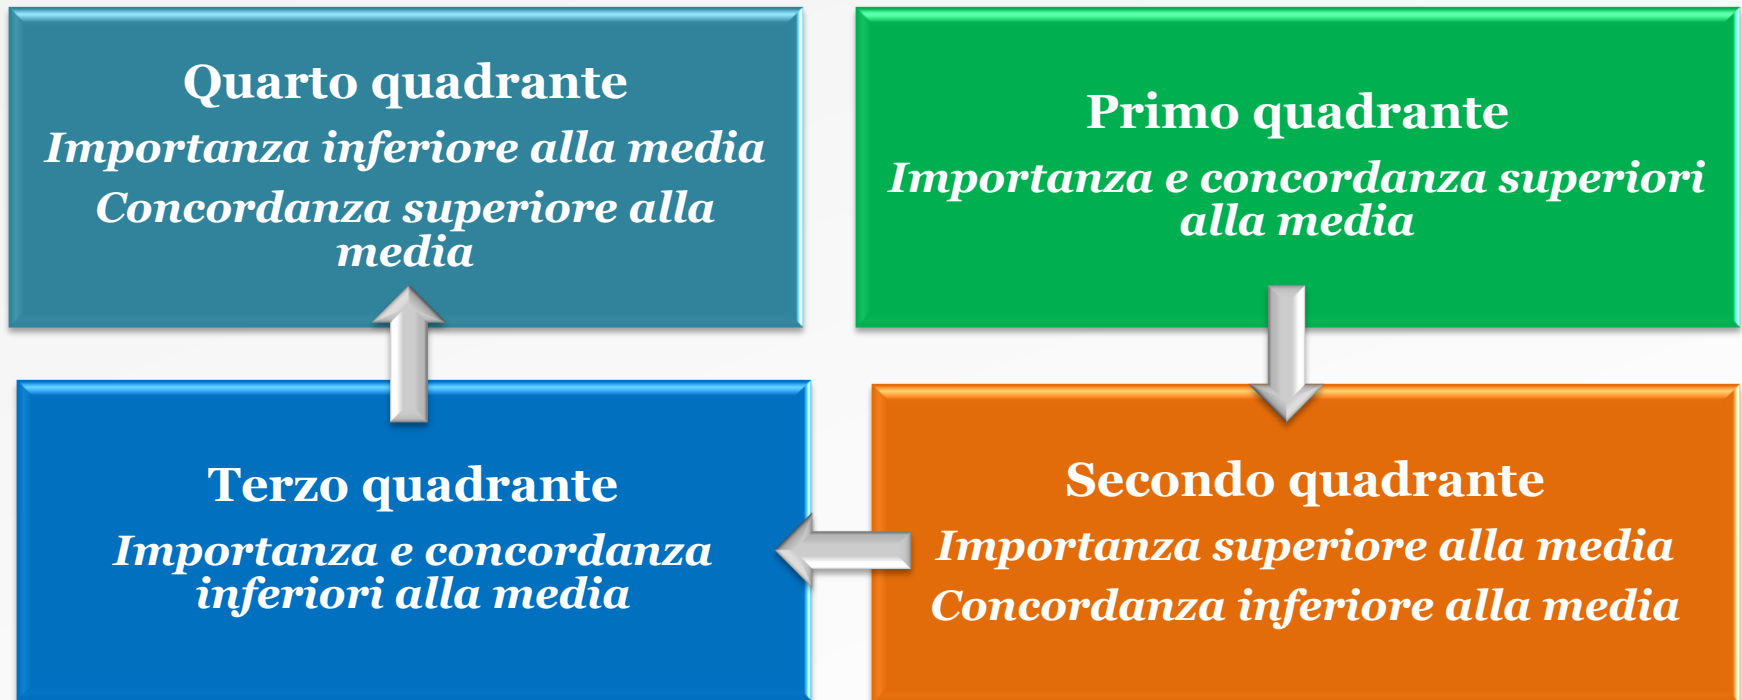 Quarto quadrante
Importanza inferiore alla media
Concordanza superiore alla
media
Primo quadrante
Importanza e concordanza superiori
alla media
Terzo quadrante
Importanza e concordanza
inferiori alla media
Secondo quadrante
Importanza superiore alla media
Concordanza inferiore alla media